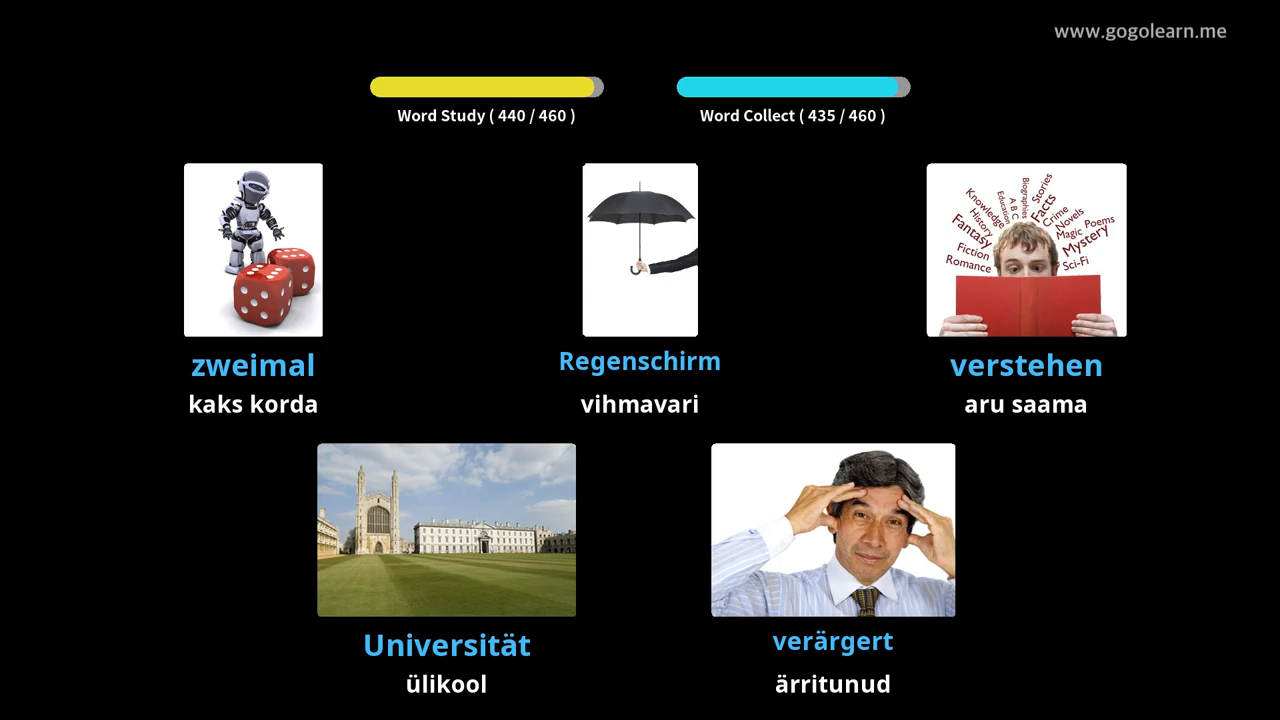 www.gogolearn.me
Word Study ( 440 / 460 )
Word Collect ( 435 / 460 )
Stories
Biographies
Facts
Knowledge
Education
A B C
Crime
Novels
History
Poems
Magic
Fantasy
Mystery
Fiction
Romance
Sci-Fi
zweimal
Regenschirm
verstehen
kaks korda
vihmavari
aru saama
Universität
verärgert
ülikool
ärritunud